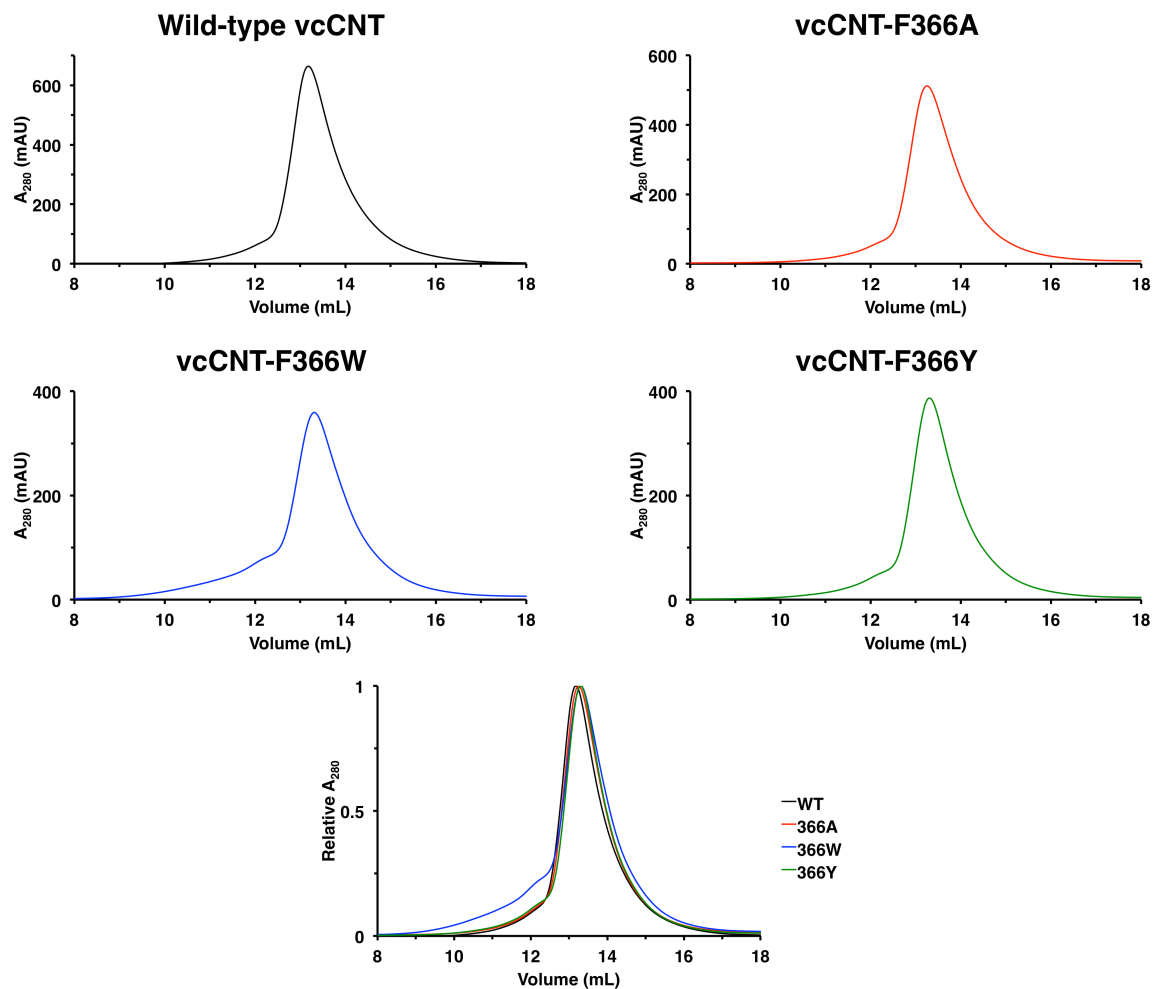 Wild-type vcCNT
vcCNT-F366A
A280 (mAU)
600
400
200
0
8 10 12 14 16 18
Volume (mL)
A280 (mAU)
600
400
200
0
8 10 12 14 16 18
Volume (mL)
vcCNT-F366W
vcCNT-F366Y
A280 (mAU)
400
200
0
8 10 12 14 16 18
Volume (mL)
A280 (mAU)
400
200
0
8 10 12 14 16 18
Volume (mL)
Relative A280
1
0.5
0
8 10 12 14 16 18
Volume (mL)
WT
366A
366W
366Y